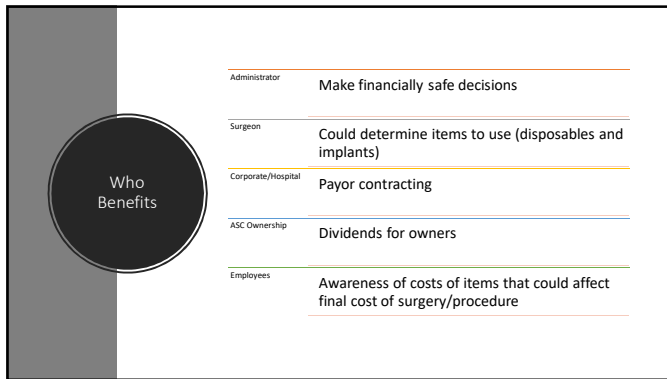 Who
Benefits
Administrator
Make financially safe decisions
Surgeon
Could determine items to use (disposables and
implants)
Corporate/Hospital
Payor contracting
ASC Ownership
Dividends for owners
Employees
Awareness of costs of items that could affect
final cost of surgery/procedure